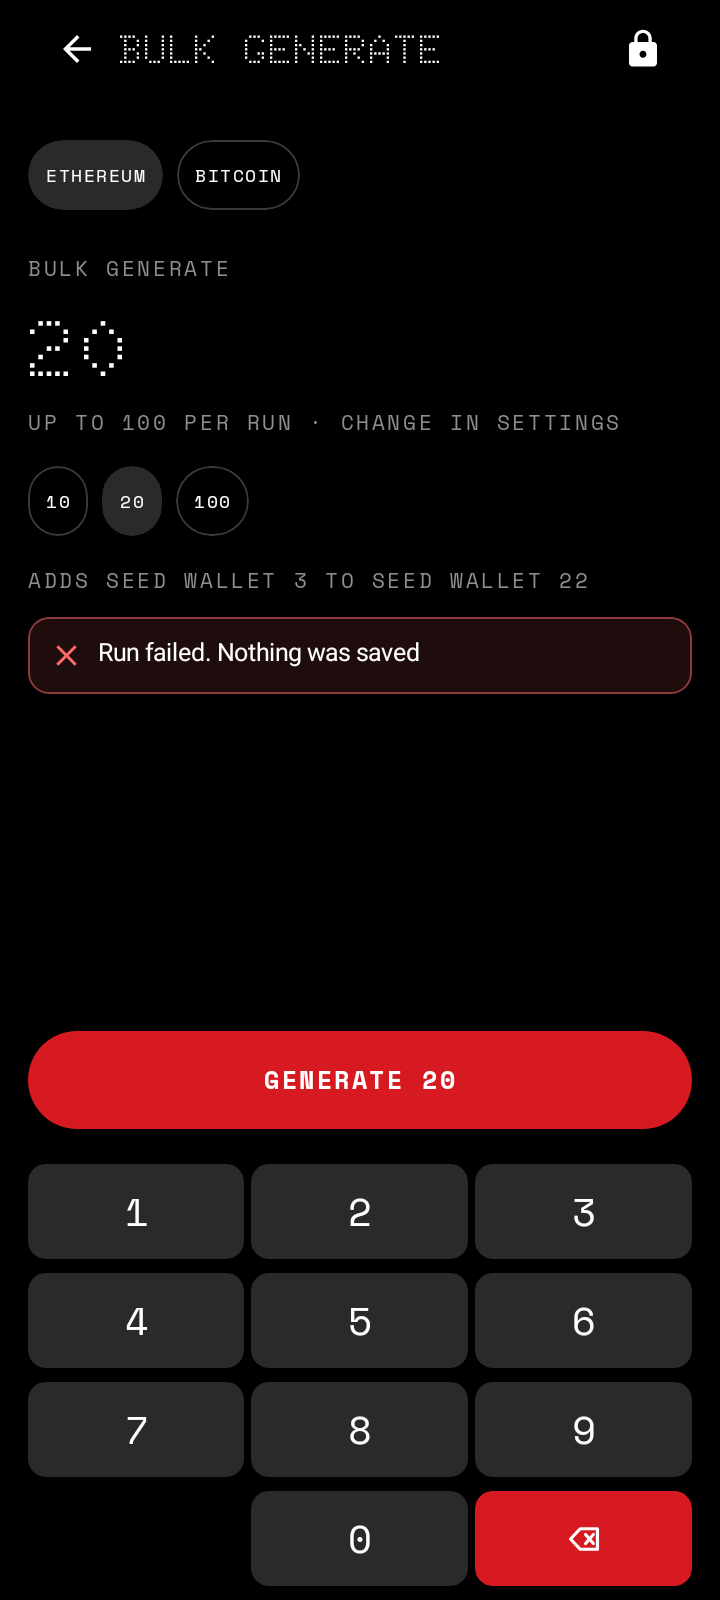 BULK GENERATE
ETHEREUM BITCOIN
BULK GENERATE
20
UP TO 100 PER RUN · CHANGE IN SETTINGS
10 20 100
ADDS SEED WALLET 3 TO SEED WALLET 22
Run failed. Nothing was saved
GENERATE 20
1 2 3
4 5 6
7 8 9
0